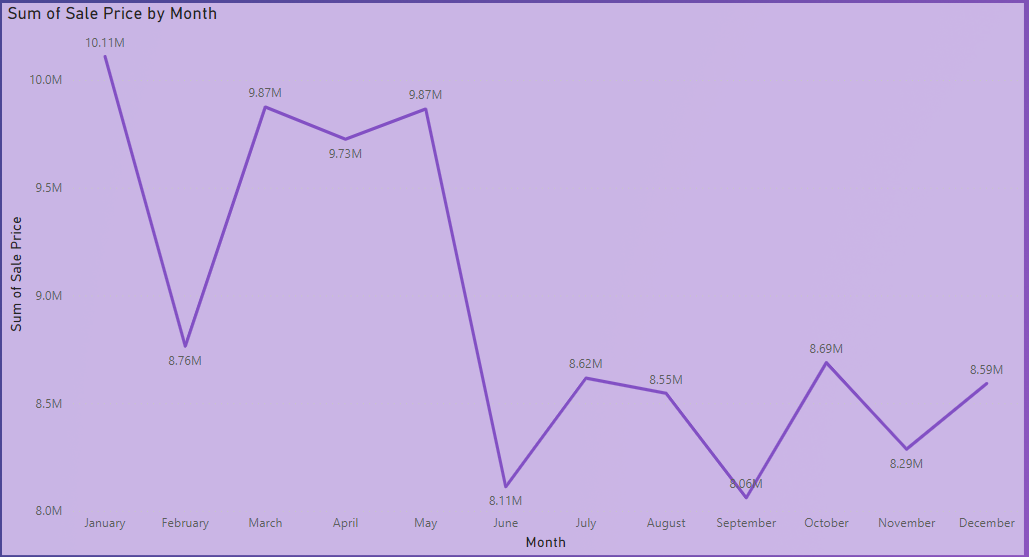 Sum of Sale Price by Month
10.11M
10.0M
9.87M
9.87M
9.73M
9.5M
Sum of Sale Price
9.0M
8.76M
8.69M
8.62M
8.59M
8.55M
8.5M
8.29M
8.06M
8.11M
8.0M
January February March April May June July August September October November December
Month